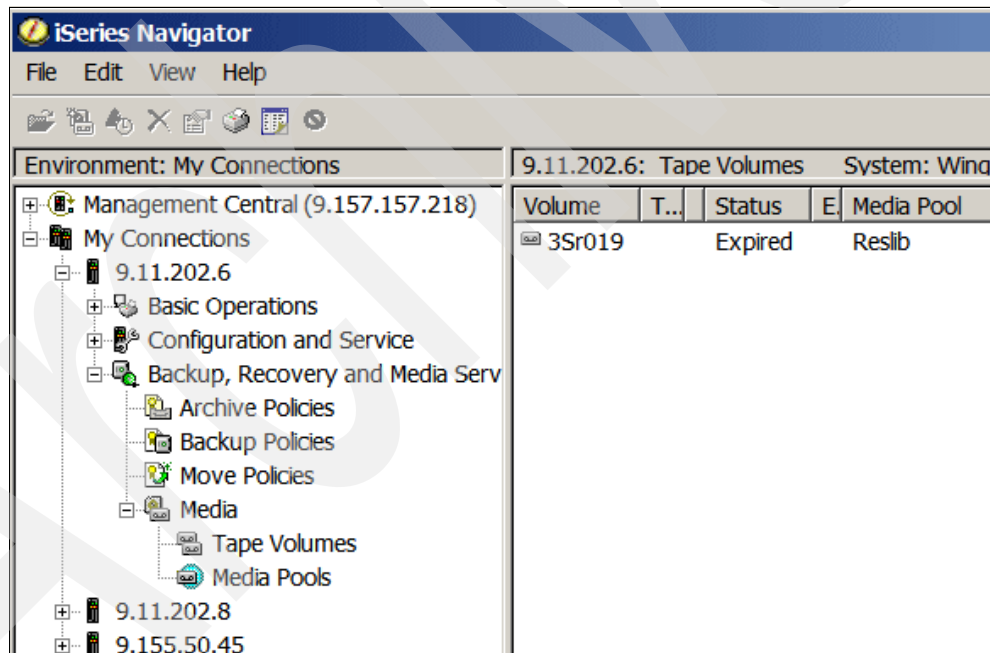 iSeries Navigator
File Edit View Help
Environment: My Connections
9.11.202.6: Tape Volumes System: Wing
Management Central (9.157.157.218)
My Connections
9.11.202.6
Basic Operations
Configuration and Service
Backup, Recovery and Media Serv
Archive Policies
Backup Policies
Move Policies
Media
Tape Volumes
Media Pools
9.11.202.8
9.155.50.45
Volume T... Status E. Media Pool
3Sr019 Expired Reslib